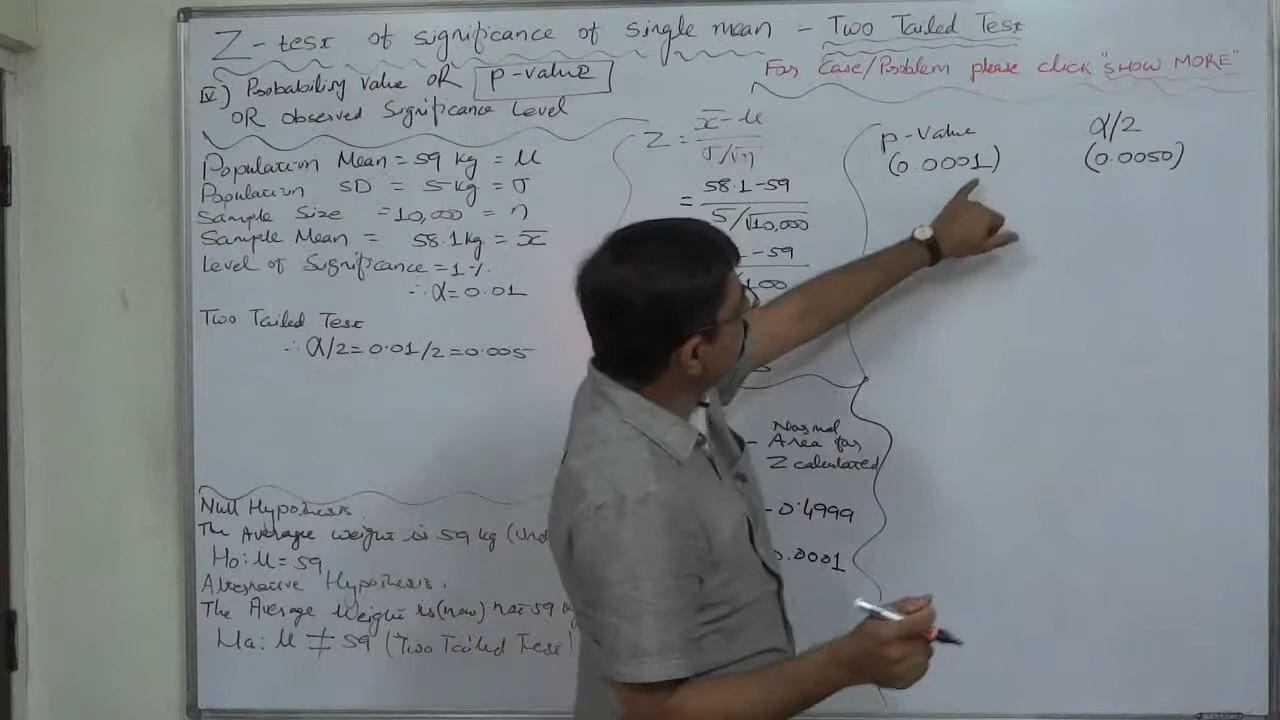 Z-test of significance of single mean - Two Tailed Test
For Case/Problem please click "SHOW MORE"
IV) Probability Value OR p-value
OR Observed Significance Level
Population Mean = 59 kg = μ
Population SD = 5kg = σ
Sample Size = 10,000 = n
Sample Mean = 58.1kg = x̄
Level of Significance = 1%
∴ α = 0.01
Two Tailed Test
∴ α/2 = 0.01/2 = 0.005
Null Hypothesis.
The Average weight is 59 kg
Ho: μ = 59
Alternative Hypothesis.
The Average Weight is (now) not 59
Ha: μ ≠ 59 (Two Tailed Test)
Z = x̄ - μ
σ/√n
= 58.1 - 59
5/√10,000
- 59
100
- Normal
Area for
Z calculated
- 0.4999
0.0001
p-value
(0.0001)
α/2
(0.0050)